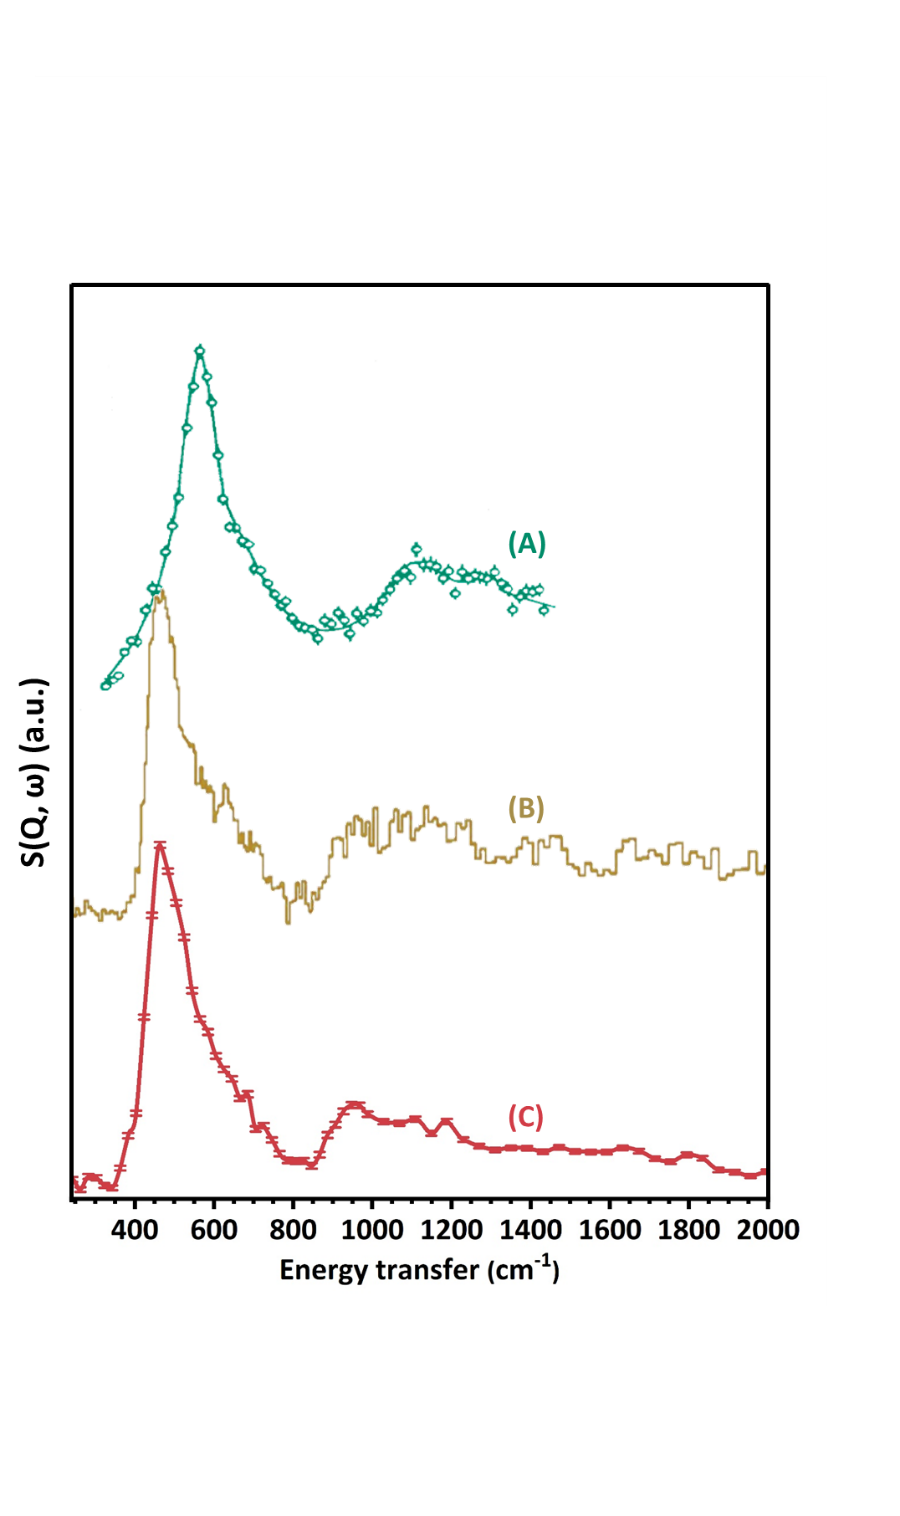 (A)
(B)
(C)
S(Q, ω) (a.u.)
400 600 800 1000 1200 1400 1600 1800 2000
Energy transfer (cm⁻¹)